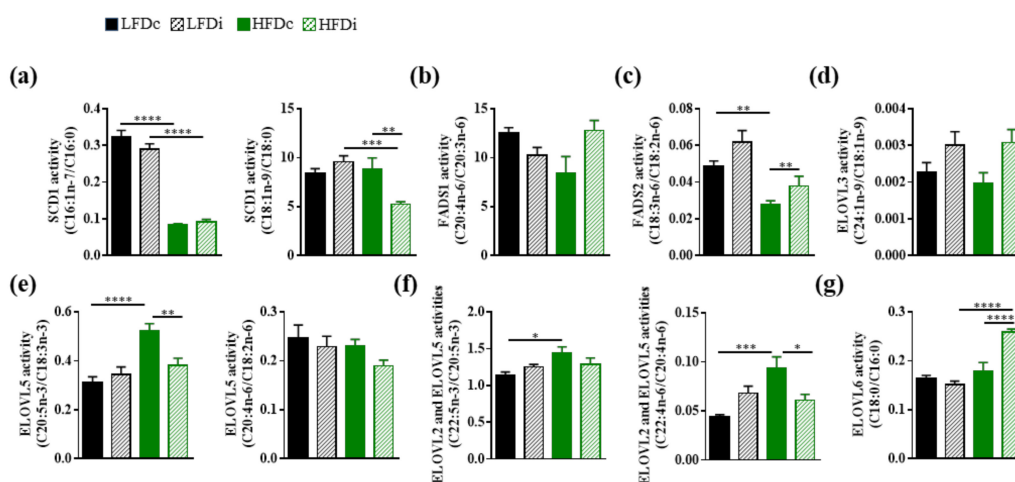 LFDc LFDi HFDc HFDi
(a) (b) (c) (d)
SCD1 activity
(C16:1n-7/C16:0)
0.4
0.3
0.2
0.1
0.0
**** ****
SCD1 activity
(C18:1n-9/C18:0)
15
10
5
0
** ***
FADS1 activity
(C20:4n-6/C20:3n-6)
15
10
5
0
FADS2 activity
(C18:3n-6/C18:2n-6)
0.08
0.06
0.04
0.02
0.00
** **
ELOVL3 activity
(C24:1n-9/C18:1n-9)
0.004
0.003
0.002
0.001
0.000
(e) (f) (g)
ELOVL5 activity
(C20:5n-3/C18:3n-3)
0.6
0.4
0.2
0.0
**** **
ELOVL5 activity
(C20:4n-6/C18:2n-6)
0.3
0.2
0.1
0.0
ELOVL2 and ELOVL5 activities
(C22:5n-3/C20:5n-3)
2.0
1.5
1.0
0.5
0.0
*
ELOVL2 and ELOVL5 activities
(C22:4n-6/C20:4n-6)
0.15
0.10
0.05
0.00
*** *
ELOVL6 activity
(C18:0/C16:0)
0.3
0.2
0.1
0.0
**** ****